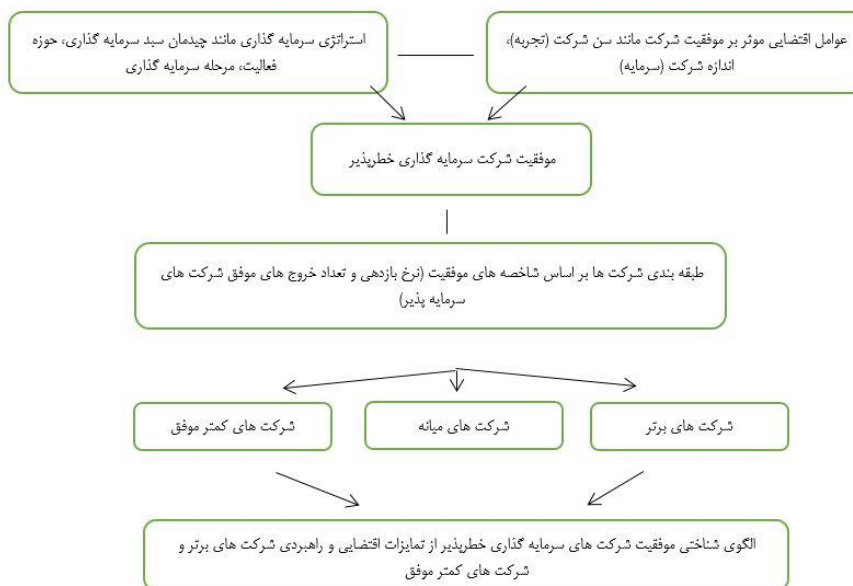 عوامل اقتضایی موثر بر موفقیت شرکت مانند سن شرکت (تجربه)،
اندازه شرکت (سرمایه)
استراتژی سرمایه گذاری مانند چیدمان سبد سرمایه گذاری، حوزه
فعالیت، مرحله سرمایه گذاری
موفقیت شرکت سرمایه گذاری خطرپذیر
طبقه بندی شرکت ها بر اساس شاخصه های موفقیت (نرخ بازدهی و تعداد خروج های موفق شرکت های
سرمایه پذیر)
شرکت های برتر
شرکت های میانه
شرکت های کمتر موفق
الگوی شناختی موفقیت شرکت های سرمایه گذاری خطرپذیر از تمایزات اقتضایی و راهبردی شرکت های برتر و
شرکت های کمتر موفق